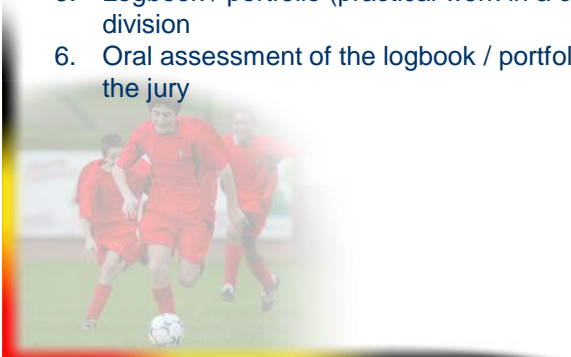 division
6. Oral assessment of the logbook / portfol
the jury